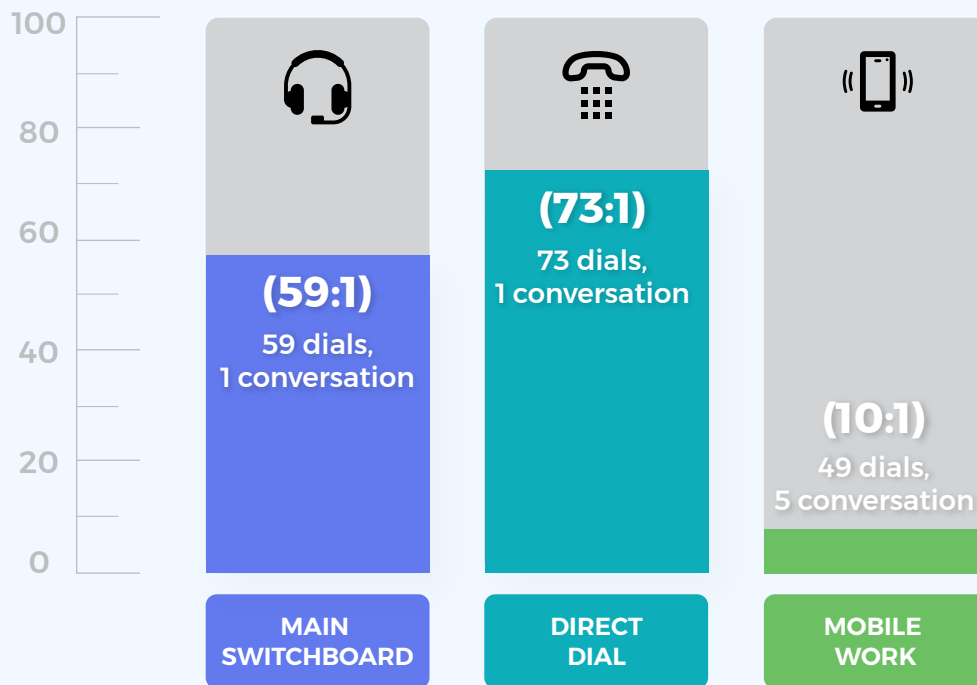 100
80
60
40
20
0
(59:1)
59 dials,
1 conversation
MAIN
SWITCHBOARD
(73:1)
73 dials,
1 conversation
DIRECT
DIAL
(10:1)
49 dials,
5 conversation
MOBILE
WORK